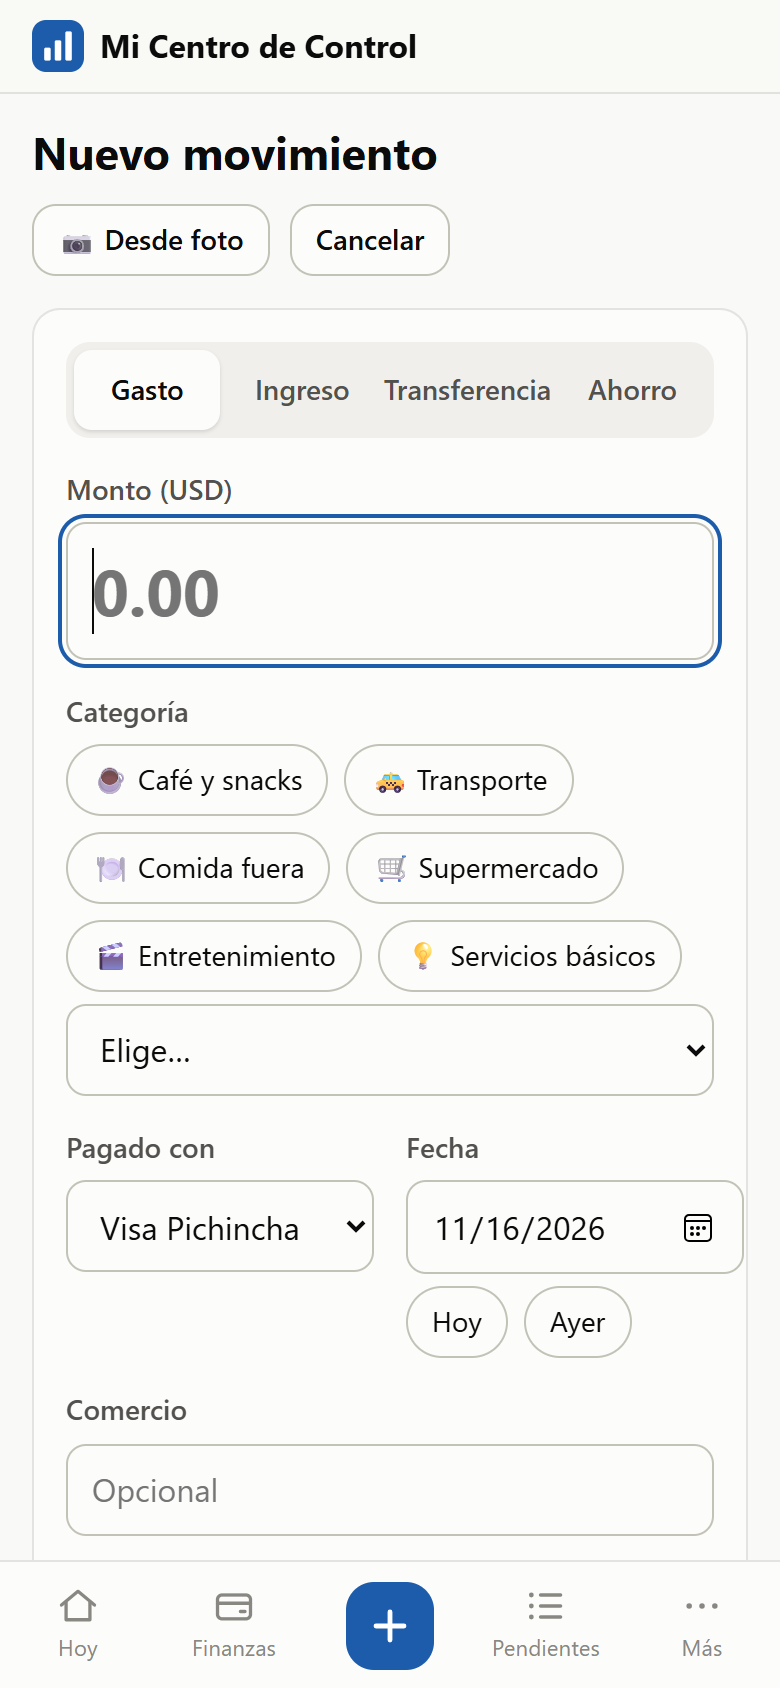 Mi Centro de Control
Nuevo movimiento
Desde foto
Cancelar
Gasto Ingreso Transferencia Ahorro
Monto (USD)
0.00
Categoría
Café y snacks
Transporte
Comida fuera
Supermercado
Entretenimiento
Servicios básicos
Elige...
Pagado con
Visa Pichincha
Fecha
11/16/2026
Hoy
Ayer
Comercio
Opcional
Hoy
Finanzas
Pendientes
Más